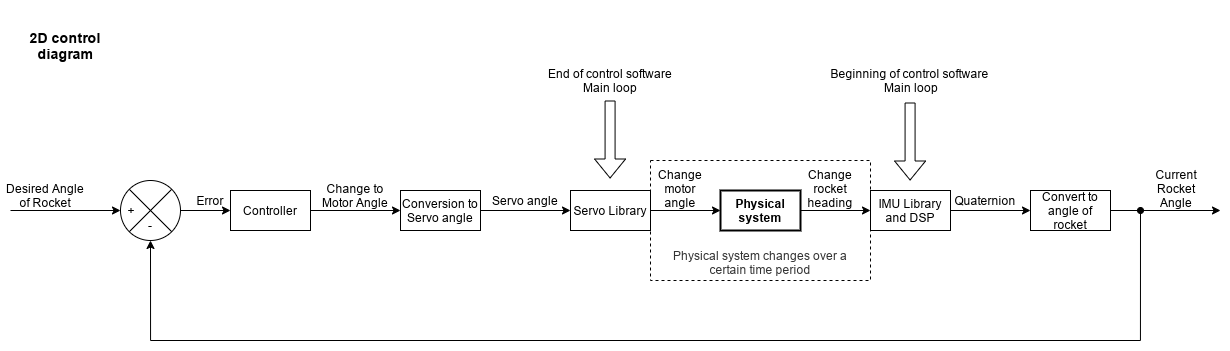 2D control
diagram
End of control software
Main loop
Beginning of control software
Main loop
Desired Angle
of Rocket
+
-
Error
Controller
Change to
Motor Angle
Conversion to
Servo angle
Servo angle
Servo Library
Change
motor
angle
Physical
system
Change
rocket
heading
Physical system changes over a
certain time period
IMU Library
and DSP
Quaternion
Convert to
angle of
rocket
Current
Rocket
Angle